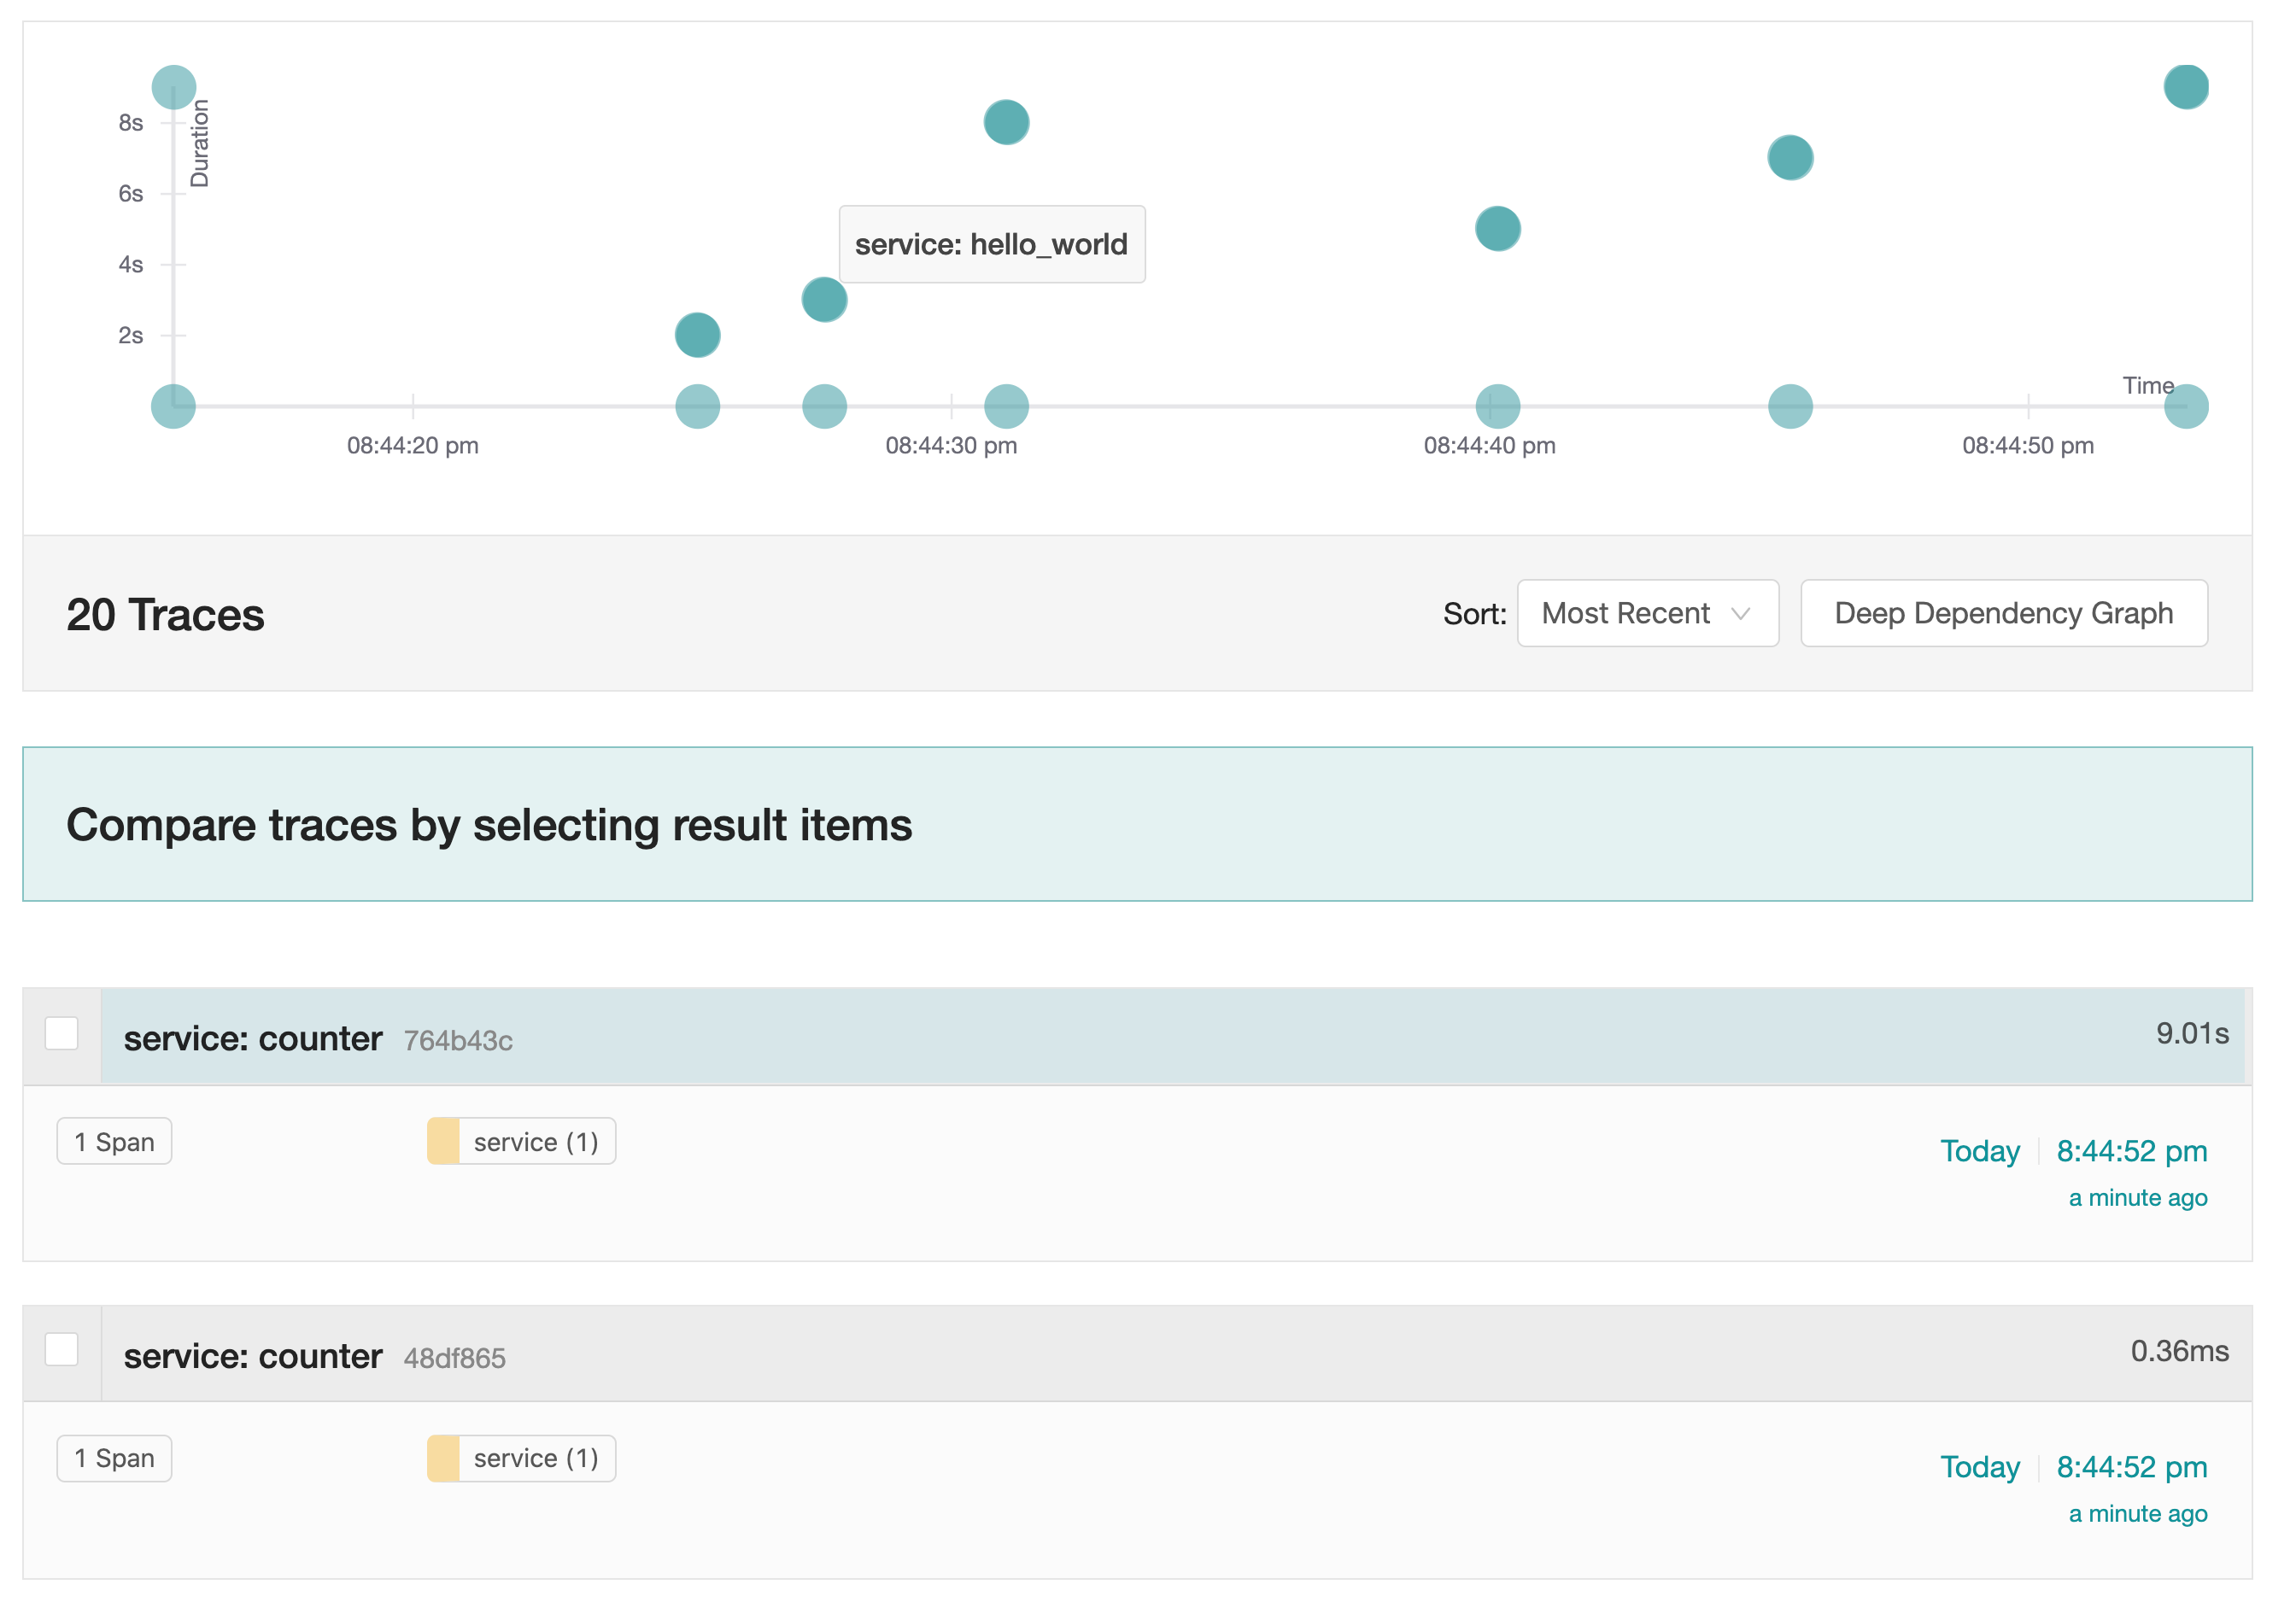 Duration
8s
6s
4s
2s
service: hello_world
Time
08:44:20 pm
08:44:30 pm
08:44:40 pm
08:44:50 pm
20 Traces
Sort: Most Recent
Deep Dependency Graph
Compare traces by selecting result items
service: counter 764b43c 9.01s
1 Span service (1) Today 8:44:52 pm
a minute ago
service: counter 48df865 0.36ms
1 Span service (1) Today 8:44:52 pm
a minute ago